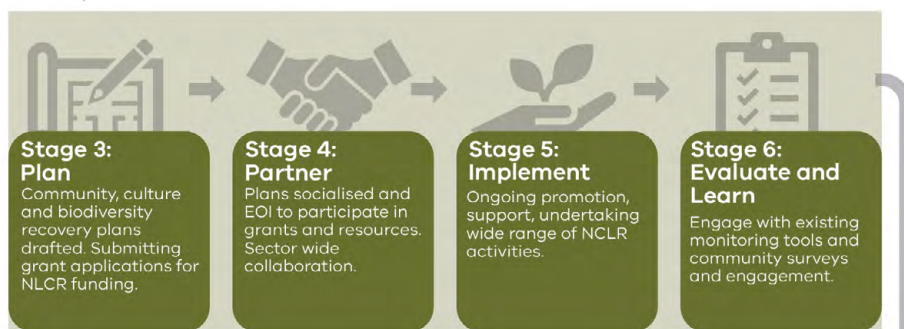 Stage 3:
Plan
Community, culture
and biodiversity
recovery plans
drafted. Submitting
grant applications for
NLCR funding.
Stage 4:
Partner
Plans socialised and
EOI to participate in
grants and resources.
Sector wide
collaboration.
Stage 5:
Implement
Ongoing promotion,
support, undertaking
wide range of NCLR
activities.
Stage 6:
Evaluate and
Learn
Engage with existing
monitoring tools and
community surveys
and engagement.